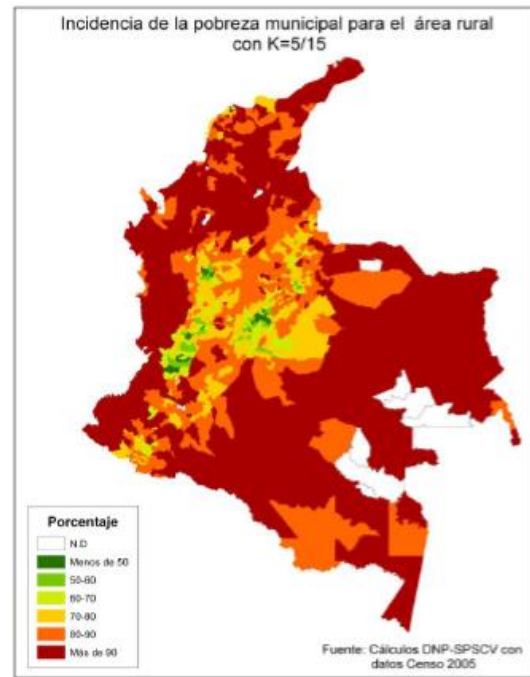 Incidencia de la pobreza municipal para el área rural
con K=5/15
Porcentaje
N.D
Menos de 50
50-60
60-70
70-80
80-90
Más de 90
Fuente: Cálculos DNP-SPSCV con
datos Censo 2005